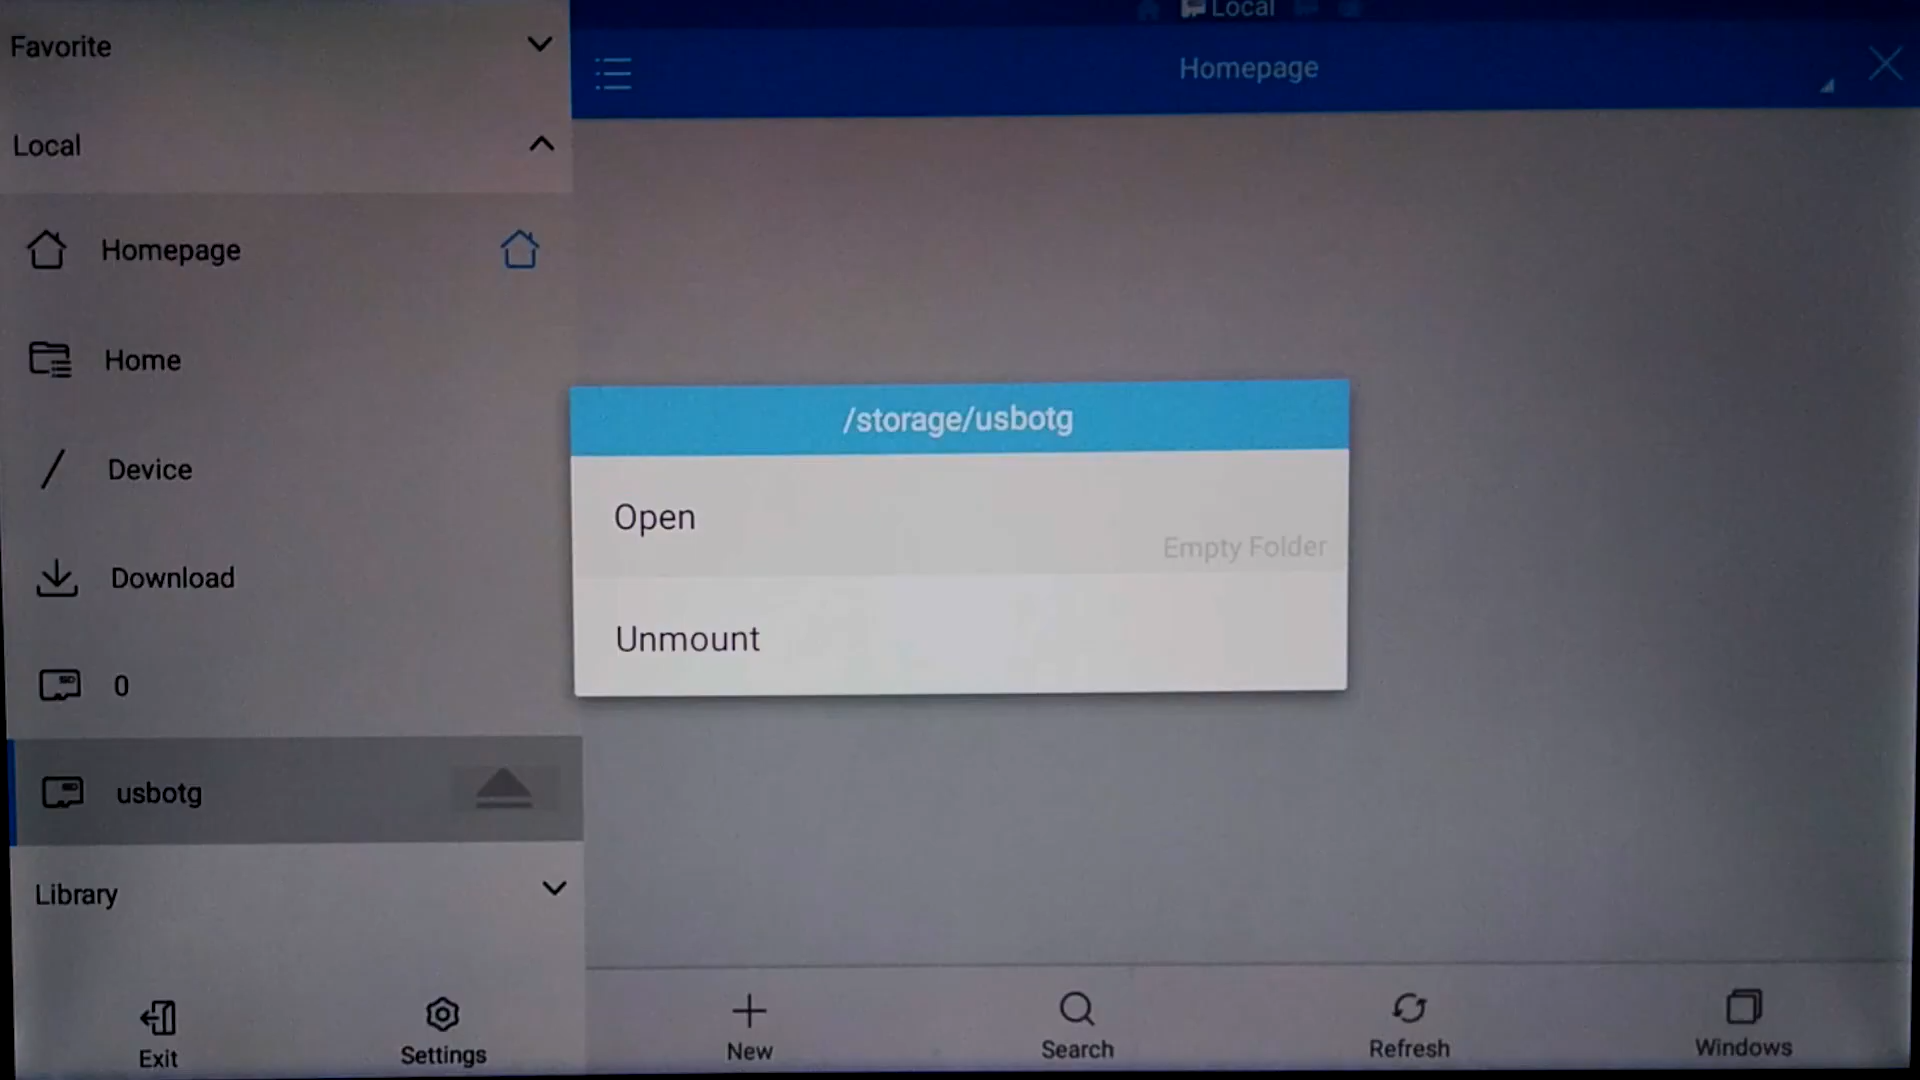 Favorite
Local
Homepage
Home
Device
Download
0
usbotg
Library
Exit
Settings
Local
Homepage
/storage/usbotg
Open
Empty Folder
Unmount
New
Search
Refresh
Windows